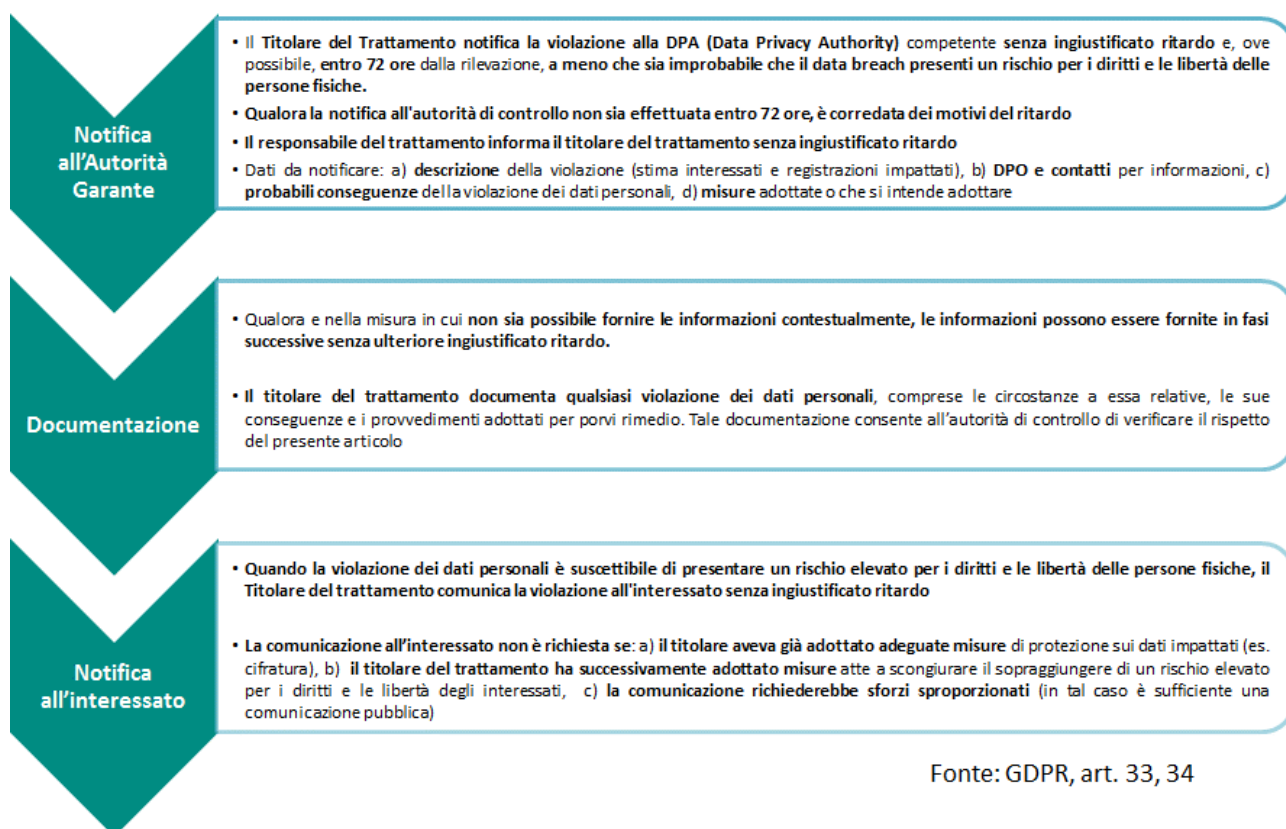 Notifica
all'Autorità
Garante
• Il Titolare del Trattamento notifica la violazione alla DPA (Data Privacy Authority) competente senza ingiustificato ritardo e, ove
possibile, entro 72 ore dalla rilevazione, a meno che sia improbabile che il data breach presenti un rischio per i diritti e le libertà delle
persone fisiche.
• Qualora la notifica all'autorità di controllo non sia effettuata entro 72 ore, è corredata dei motivi del ritardo
• Il responsabile del trattamento informa il titolare del trattamento senza ingiustificato ritardo
• Dati da notificare: a) descrizione della violazione (stima interessati e registrazioni impattati), b) DPO e contatti per informazioni, c)
probabili conseguenze della violazione dei dati personali, d) misure adottate o che si intende adottare
Documentazione
• Qualora e nella misura in cui non sia possibile fornire le informazioni contestualmente, le informazioni possono essere fornite in fasi
successive senza ulteriore ingiustificato ritardo.
• Il titolare del trattamento documenta qualsiasi violazione dei dati personali, comprese le circostanze a essa relative, le sue
conseguenze e i provvedimenti adottati per porvi rimedio. Tale documentazione consente all'autorità di controllo di verificare il rispetto
del presente articolo
Notifica
all'interessato
• Quando la violazione dei dati personali è suscettibile di presentare un rischio elevato per i diritti e le libertà delle persone fisiche, il
Titolare del trattamento comunica la violazione all'interessato senza ingiustificato ritardo
• La comunicazione all'interessato non è richiesta se: a) il titolare aveva già adottato adeguate misure di protezione sui dati impattati (es.
cifratura), b) il titolare del trattamento ha successivamente adottato misure atte a scongiurare il sopraggiungere di un rischio elevato
per i diritti e le libertà degli interessati, c) la comunicazione richiederebbe sforzi sproporzionati (in tal caso è sufficiente una
comunicazione pubblica)
Fonte: GDPR, art. 33, 34